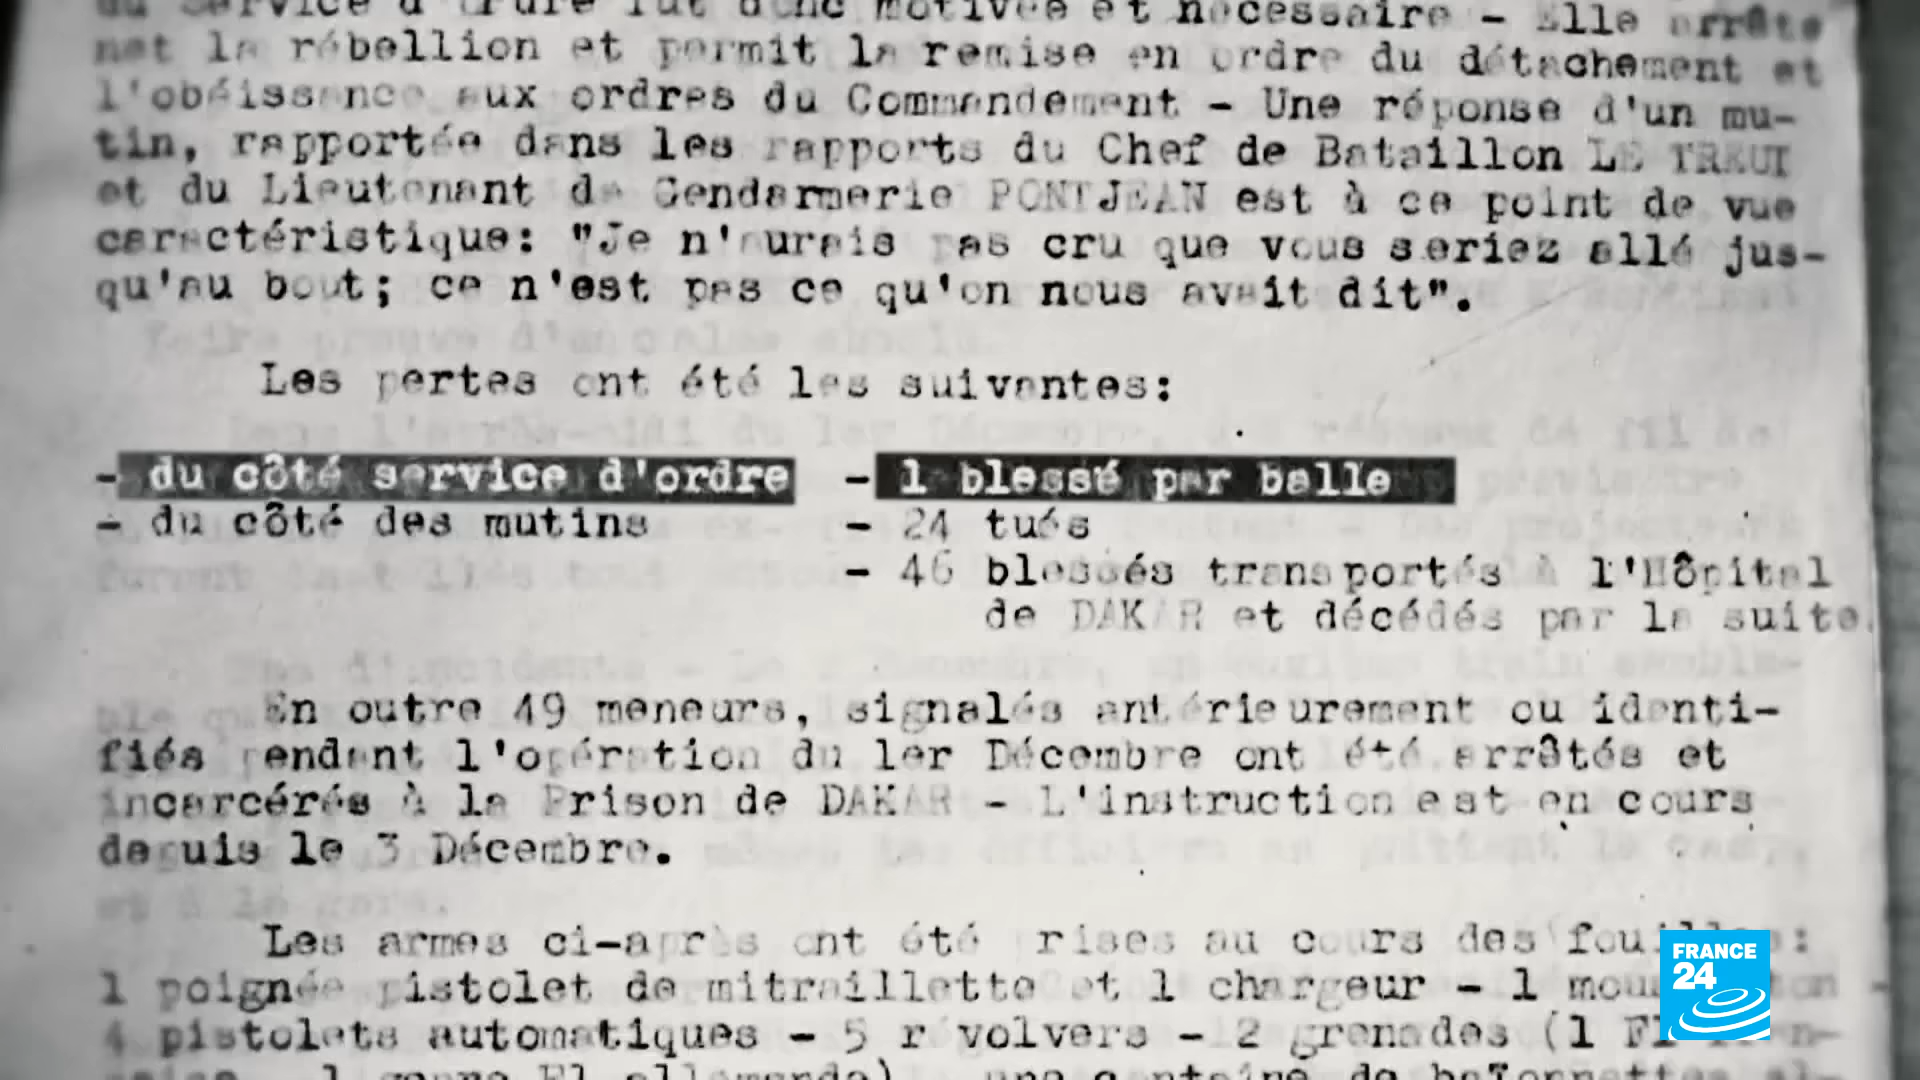 du service d'ordre fut donc motivée et nécessaire - Elle arrête
net la rébellion et permit la remise en ordre du détachement et
l'obéissance aux ordres du Commandement - Une réponse d'un mu-
tin, rapportée dans les rapports du Chef de Bataillon LE TREUI
et du Lieutenant de Gendarmerie PONTJEAN est à ce point de vue
caractéristique: "Je n'aurais pas cru que vous seriez allé jus-
qu'au bout; ce n'est pas ce qu'on nous avait dit".
Les pertes ont été les suivantes:
- du côté service d'ordre - 1 blessé par balle
- du côté des mutins - 24 tués
- 46 blessés transportés à l'Hôpital
de DAKAR et décédés par la suite.
En outre 49 meneurs, signalés antérieurement ou identi-
fiés pendant l'opération du 1er Décembre ont été arrêtés et
incarcérés à la Prison de DAKAR - L'instruction est en cours
depuis le 3 Décembre.
Les armes ci-après ont été prises au cours des :
1 poignée pistolet de mitraillette et 1 chargeur - 1 -
4 pistolets automatiques - 5 révolvers - 2 grenades (1
une centaine de baïonnettes
FRANCE
24